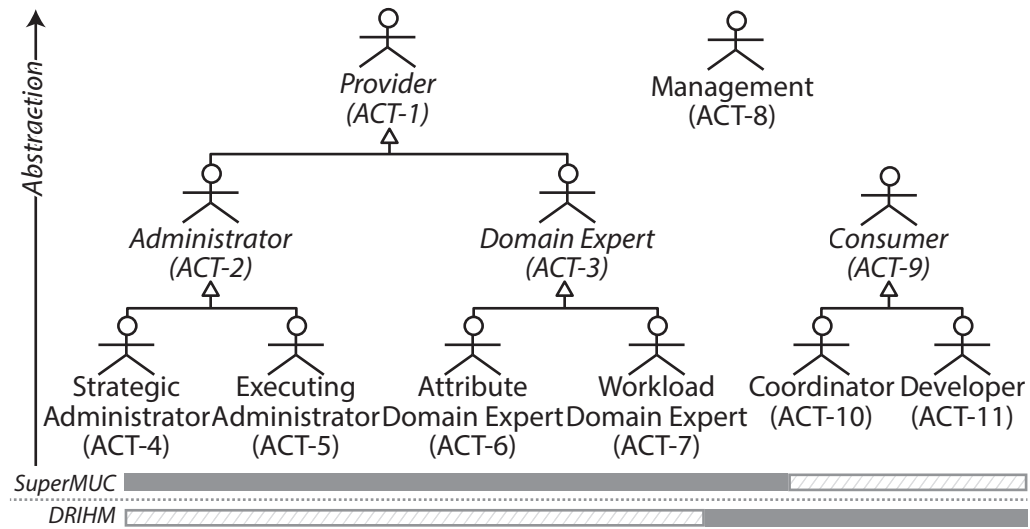 Abstraction
Provider
(ACT-1)
Management
(ACT-8)
Administrator
(ACT-2)
Domain Expert
(ACT-3)
Consumer
(ACT-9)
Strategic
Administrator
(ACT-4)
Executing
Administrator
(ACT-5)
Attribute
Domain Expert
(ACT-6)
Workload
Domain Expert
(ACT-7)
Coordinator
(ACT-10)
Developer
(ACT-11)
SuperMUC
DRIHM